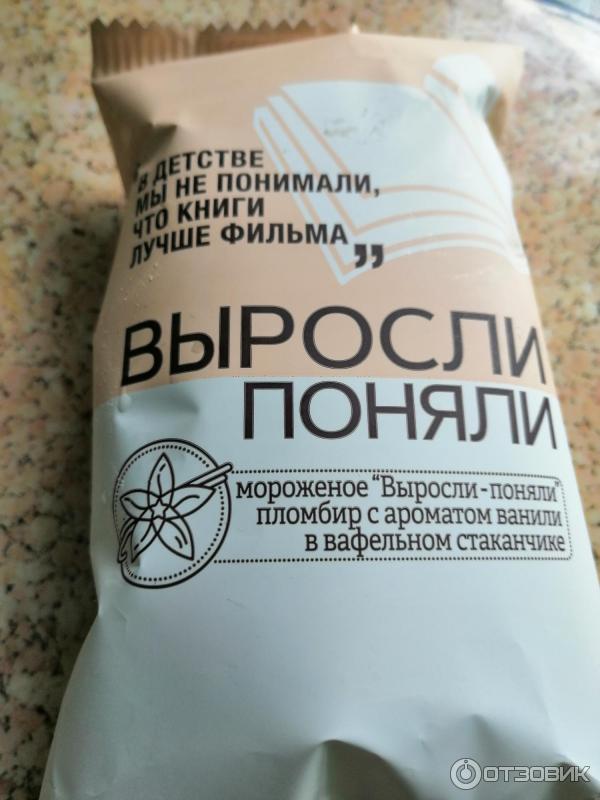 „В ДЕТСТВЕ
МЫ НЕ ПОНИМАЛИ,
ЧТО КНИГИ
ЛУЧШЕ ФИЛЬМА”
ВЫРОСЛИ
ПОНЯЛИ
мороженое "Выросли-поняли"
пломбир с ароматом ванили
в вафельном стаканчике
ОТЗОВИК